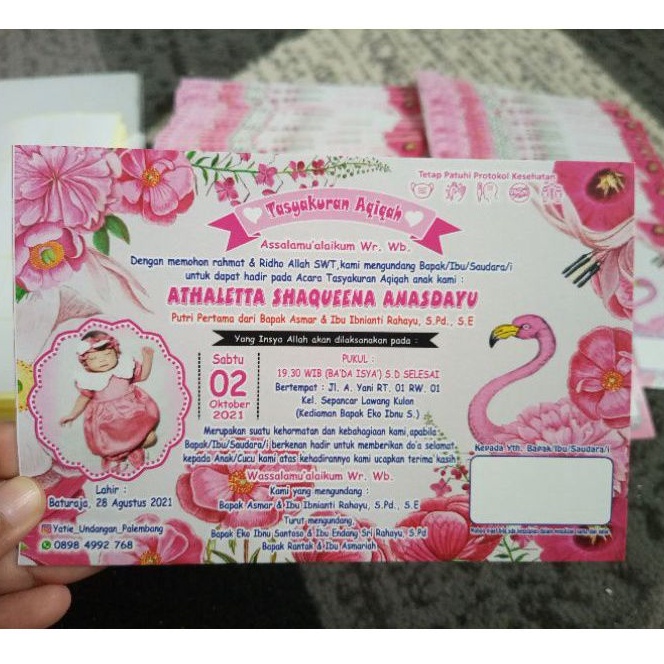 Tetap Patuhi Protokol Kesehatan
Tasyakuran Aqiqah
Assalamu'alaikum Wr. Wb.
Dengan memohon rahmat & Ridho Allah SWT,kami mengundang Bapak/Ibu/Saudara/i
untuk dapat hadir pada Acara Tasyakuran Aqiqah anak kami :
ATHALETTA SHAQUEENA ANASDAYU
Putri Pertama dari Bapak Asmar & Ibu Ibnianti Rahayu, S.Pd., S.E
Yang Insya Allah akan dilaksanakan pada :
Sabtu
02
Oktober
2021
PUKUL :
19.30 WIB (BA'DA ISYA') S.D SELESAI
Bertempat : Jl. A. Yani RT. 01 RW. 01
Kel. Sepancar Lawang Kulon
(Kediaman Bapak Eko Ibnu S.)
Merupakan suatu kehormatan dan kebahagiaan kami,apabila
Bapak/Ibu/Saudara/i,berkenan hadir untuk memberikan do'a selamat
kepada Anak/Cucu kami atas kehadirannya kami ucapkan terima kasih
Wassalamu'alaikum Wr. Wb.
Kami yang mengundang :
Bapak Asmar & Ibu Ibnianti Rahayu, S.Pd., S.E
Turut mengundang,
Bapak Eko Ibnu Santoso & Ibu Endang Sri Rahayu, S.Pd
Bapak Rantak & Ibu Asmariah
Lahir :
Baturaja, 28 Agustus 2021
Yatie_Undangan_Palembang
0898 4992 768
Kepada Yth. Bapak/Ibu/Saudara/i